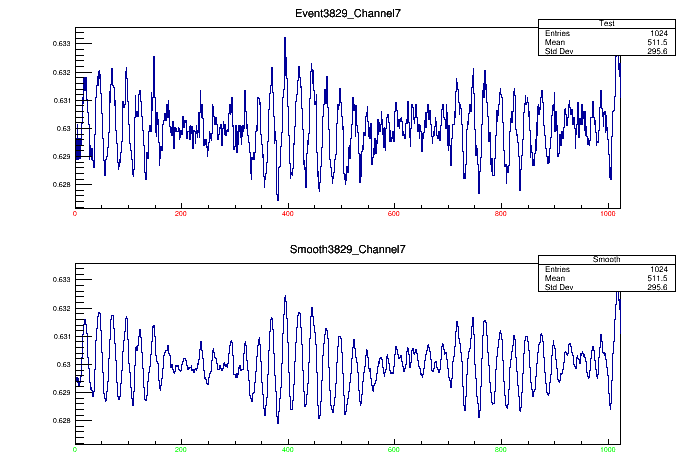 Event3829_Channel7
Test
Entries 1024
Mean 511.5
Std Dev 295.6
0.633
0.632
0.631
0.63
0.629
0.628
0 200 400 600 800 1000
Smooth3829_Channel7
Smooth
Entries 1024
Mean 511.5
Std Dev 295.6
0.633
0.632
0.631
0.63
0.629
0.628
0 200 400 600 800 1000